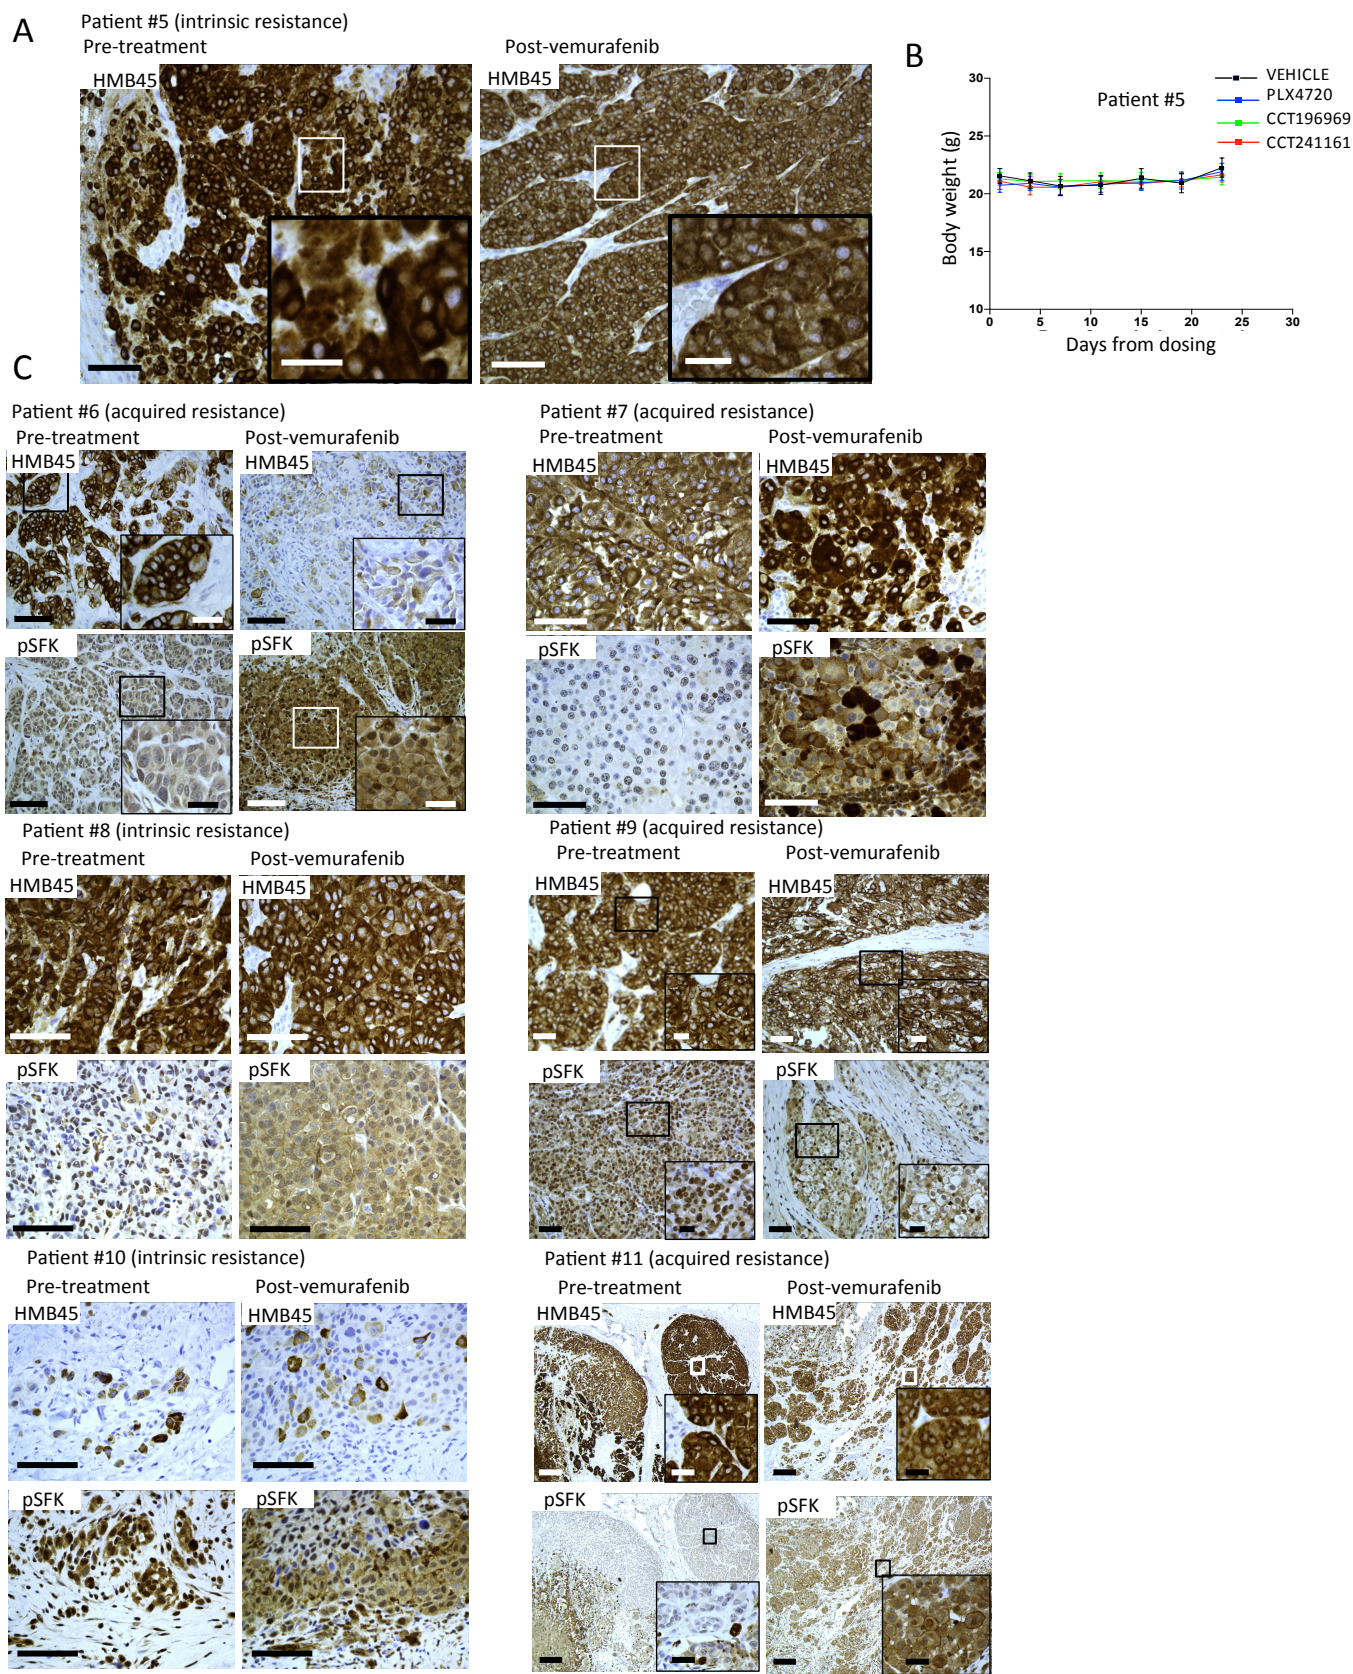 A
Patient #5 (intrinsic resistance)
Pre-treatment
Post-vemurafenib
HMB45
HMB45
B
Patient #5
VEHICLE
PLX4720
CCT196969
CCT241161
Body weight (g)
30
25
20
15
10
0 5 10 15 20 25 30
Days from dosing
C
Patient #6 (acquired resistance)
Pre-treatment
Post-vemurafenib
HMB45
HMB45
pSFK
pSFK
Patient #7 (acquired resistance)
Pre-treatment
Post-vemurafenib
HMB45
HMB45
pSFK
pSFK
Patient #8 (intrinsic resistance)
Pre-treatment
Post-vemurafenib
HMB45
HMB45
pSFK
pSFK
Patient #9 (acquired resistance)
Pre-treatment
Post-vemurafenib
HMB45
HMB45
pSFK
pSFK
Patient #10 (intrinsic resistance)
Pre-treatment
Post-vemurafenib
HMB45
HMB45
pSFK
pSFK
Patient #11 (acquired resistance)
Pre-treatment
Post-vemurafenib
HMB45
HMB45
pSFK
pSFK